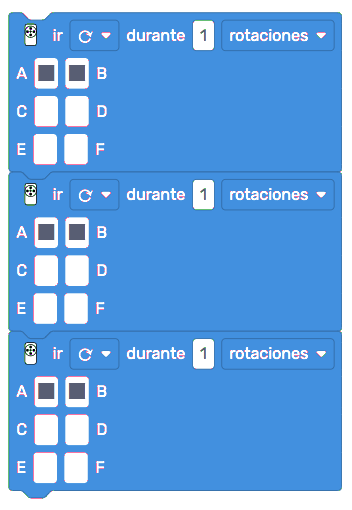 ir durante 1 rotaciones
A B
C D
E F
ir durante 1 rotaciones
A B
C D
E F
ir durante 1 rotaciones
A B
C D
E F